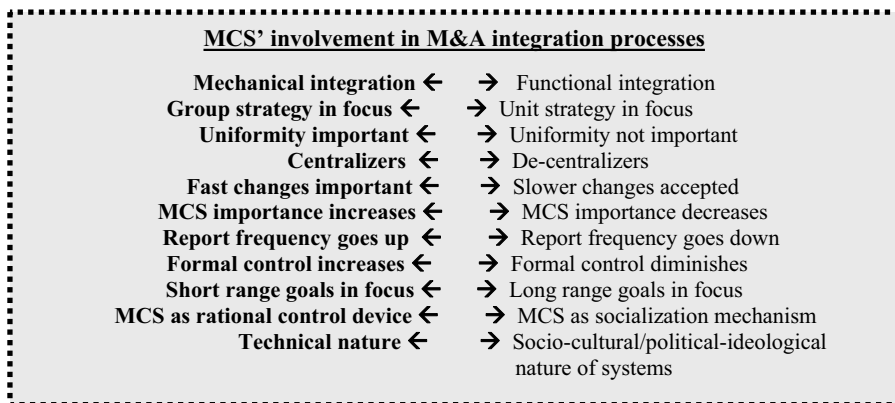 MCS’ involvement in M&A integration processes
Mechanical integration ← → Functional integration
Group strategy in focus ← → Unit strategy in focus
Uniformity important ← → Uniformity not important
Centralizers ← → De-centralizers
Fast changes important ← → Slower changes accepted
MCS importance increases ← → MCS importance decreases
Report frequency goes up ← → Report frequency goes down
Formal control increases ← → Formal control diminishes
Short range goals in focus ← → Long range goals in focus
MCS as rational control device ← → MCS as socialization mechanism
Technical nature ← → Socio-cultural/political-ideological
nature of systems